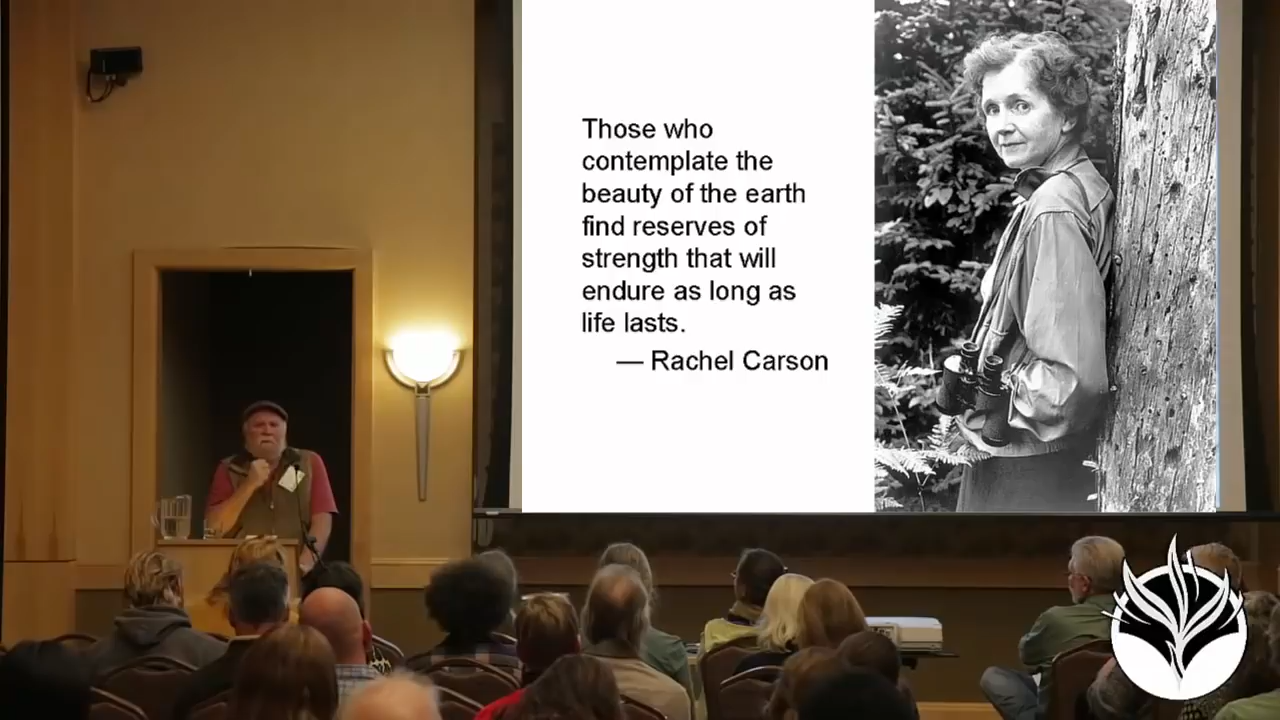 Those who
contemplate the
beauty of the earth
find reserves of
strength that will
endure as long as
life lasts.
— Rachel Carson